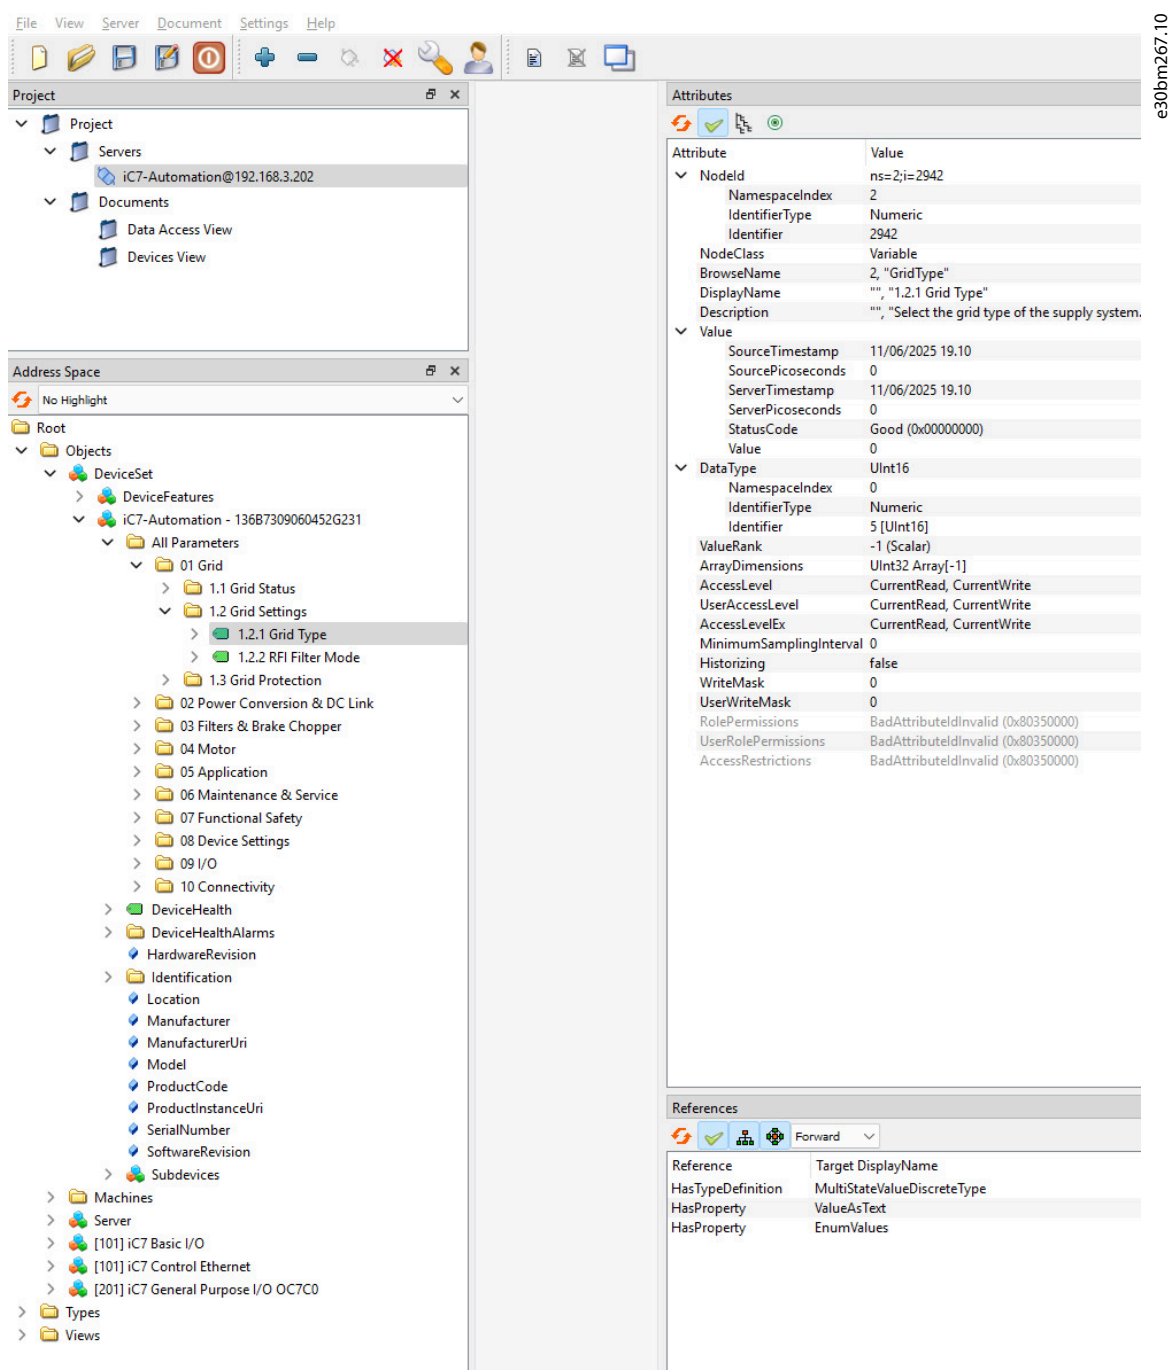 File View Server Document Settings Help
e30bm267.10
Project
Project
Servers
iC7-Automation@192.168.3.202
Documents
Data Access View
Devices View
Address Space
No Highlight
Root
Objects
DeviceSet
DeviceFeatures
iC7-Automation - 136B7309060452G231
All Parameters
01 Grid
1.1 Grid Status
1.2 Grid Settings
1.2.1 Grid Type
1.2.2 RFI Filter Mode
1.3 Grid Protection
02 Power Conversion & DC Link
03 Filters & Brake Chopper
04 Motor
05 Application
06 Maintenance & Service
07 Functional Safety
08 Device Settings
09 I/O
10 Connectivity
DeviceHealth
DeviceHealthAlarms
HardwareRevision
Identification
Location
Manufacturer
ManufacturerUri
Model
ProductCode
ProductInstanceUri
SerialNumber
SoftwareRevision
Subdevices
Machines
Server
[101] iC7 Basic I/O
[101] iC7 Control Ethernet
[201] iC7 General Purpose I/O OC7C0
Types
Views
Attributes
Attribute Value
NodeId ns=2;i=2942
NamespaceIndex 2
IdentifierType Numeric
Identifier 2942
NodeClass Variable
BrowseName 2, "GridType"
DisplayName "", "1.2.1 Grid Type"
Description "", "Select the grid type of the supply system.
Value
SourceTimestamp 11/06/2025 19.10
SourcePicoseconds 0
ServerTimestamp 11/06/2025 19.10
ServerPicoseconds 0
StatusCode Good (0x00000000)
Value 0
DataType UInt16
NamespaceIndex 0
IdentifierType Numeric
Identifier 5 [UInt16]
ValueRank -1 (Scalar)
ArrayDimensions UInt32 Array[-1]
AccessLevel CurrentRead, CurrentWrite
UserAccessLevel CurrentRead, CurrentWrite
AccessLevelEx CurrentRead, CurrentWrite
MinimumSamplingInterval 0
Historizing false
WriteMask 0
UserWriteMask 0
RolePermissions BadAttributeIdInvalid (0x80350000)
UserRolePermissions BadAttributeIdInvalid (0x80350000)
AccessRestrictions BadAttributeIdInvalid (0x80350000)
References
Forward
Reference Target DisplayName
HasTypeDefinition MultiStateValueDiscreteType
HasProperty ValueAsText
HasProperty EnumValues